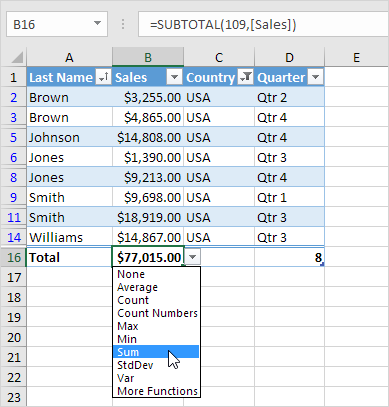 B16 =SUBTOTAL(109,[Sales])
A B C D E
1 Last Name Sales Country Quarter
2 Brown $3,255.00 USA Qtr 2
3 Brown $4,865.00 USA Qtr 4
5 Johnson $14,808.00 USA Qtr 4
6 Jones $1,390.00 USA Qtr 3
8 Jones $9,213.00 USA Qtr 4
9 Smith $9,698.00 USA Qtr 1
11 Smith $18,919.00 USA Qtr 3
14 Williams $14,867.00 USA Qtr 3
16 Total $77,015.00 8
17 None
18 Average
Count
19 Count Numbers
Max
20 Min
21 Sum
StdDev
22 Var
23 More Functions